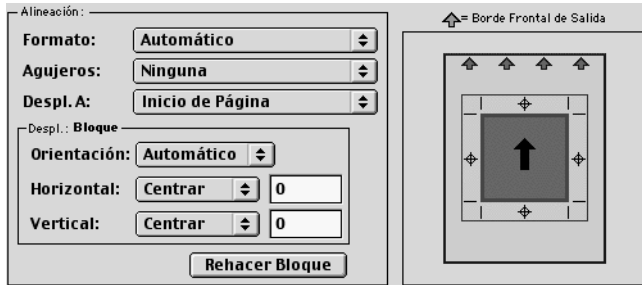 Alineación:
Formato: Automático
Agujeros: Ninguna
Despl. A: Inicio de Página
Despl.: Bloque
Orientación: Automático
Horizontal: Centrar 0
Vertical: Centrar 0
Rehacer Bloque
= Borde Frontal de Salida